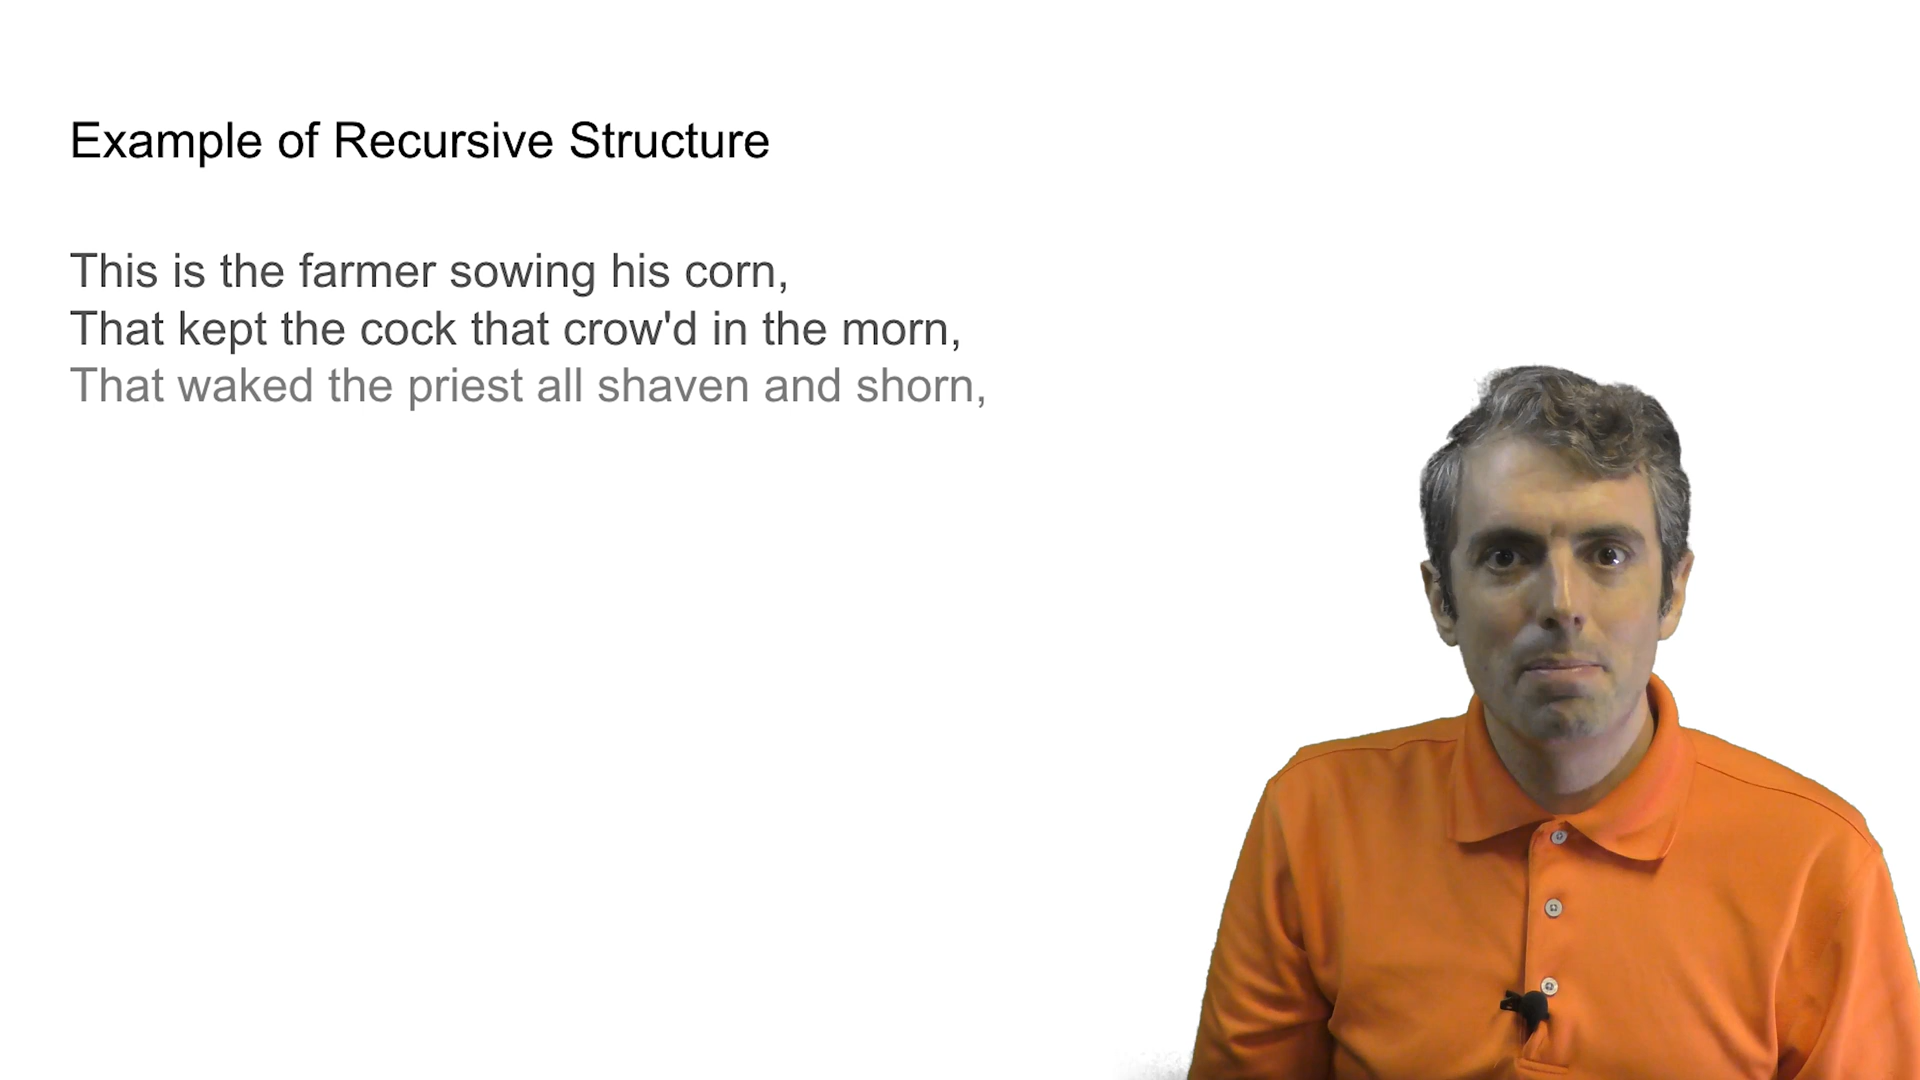 Example of Recursive Structure
This is the farmer sowing his corn,
That kept the cock that crow'd in the morn,
That waked the priest all shaven and shorn,